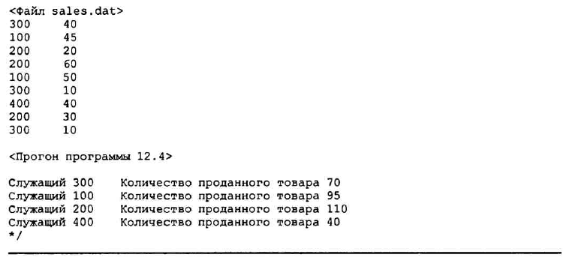 <Файл sales.dat>
300 40
100 45
200 20
200 60
100 50
300 10
400 40
200 30
300 10
<Прогон программы 12.4>
Служащий 300 Количество проданного товара 70
Служащий 100 Количество проданного товара 95
Служащий 200 Количество проданного товара 110
Служащий 400 Количество проданного товара 40
*/